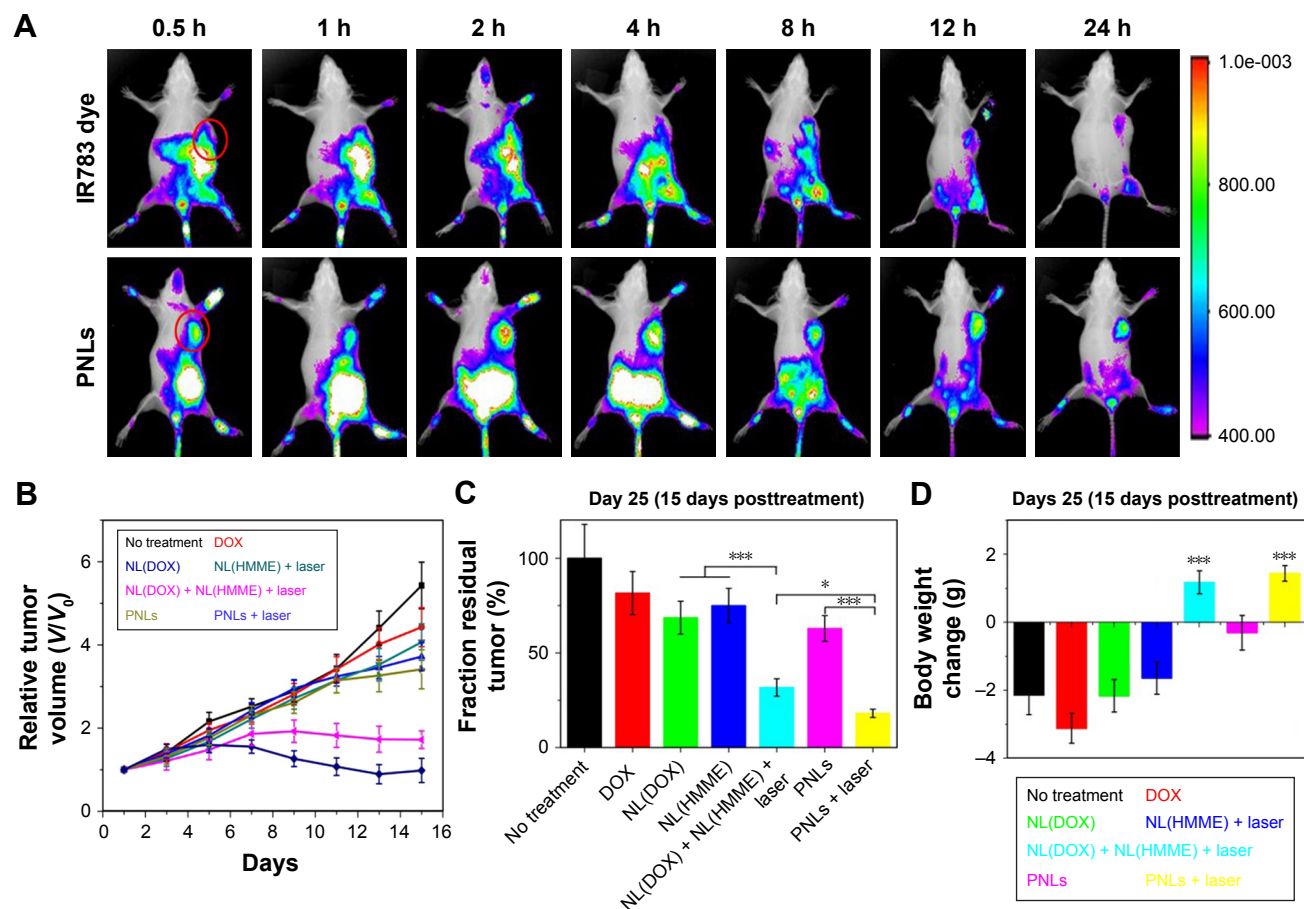 A
0.5 h 1 h 2 h 4 h 8 h 12 h 24 h
IR783 dye
PNLs
1.0e-003
800.00
600.00
400.00
B
Relative tumor
volume (V/V0)
6
4
2
0
No treatment DOX
NL(DOX) NL(HMME) + laser
NL(DOX) + NL(HMME) + laser
PNLs PNLs + laser
0 2 4 6 8 10 12 14 16
Days
C
Day 25 (15 days posttreatment)
Fraction residual
tumor (%)
100
50
0
***
*
***
No treatment
DOX
NL(DOX)
NL(HMME)
NL(DOX) + NL(HMME) +
laser
PNLs
PNLs + laser
D
Days 25 (15 days posttreatment)
Body weight
change (g)
2
0
−2
−4
*** ***
No treatment DOX
NL(DOX) NL(HMME) + laser
NL(DOX) + NL(HMME) + laser
PNLs PNLs + laser